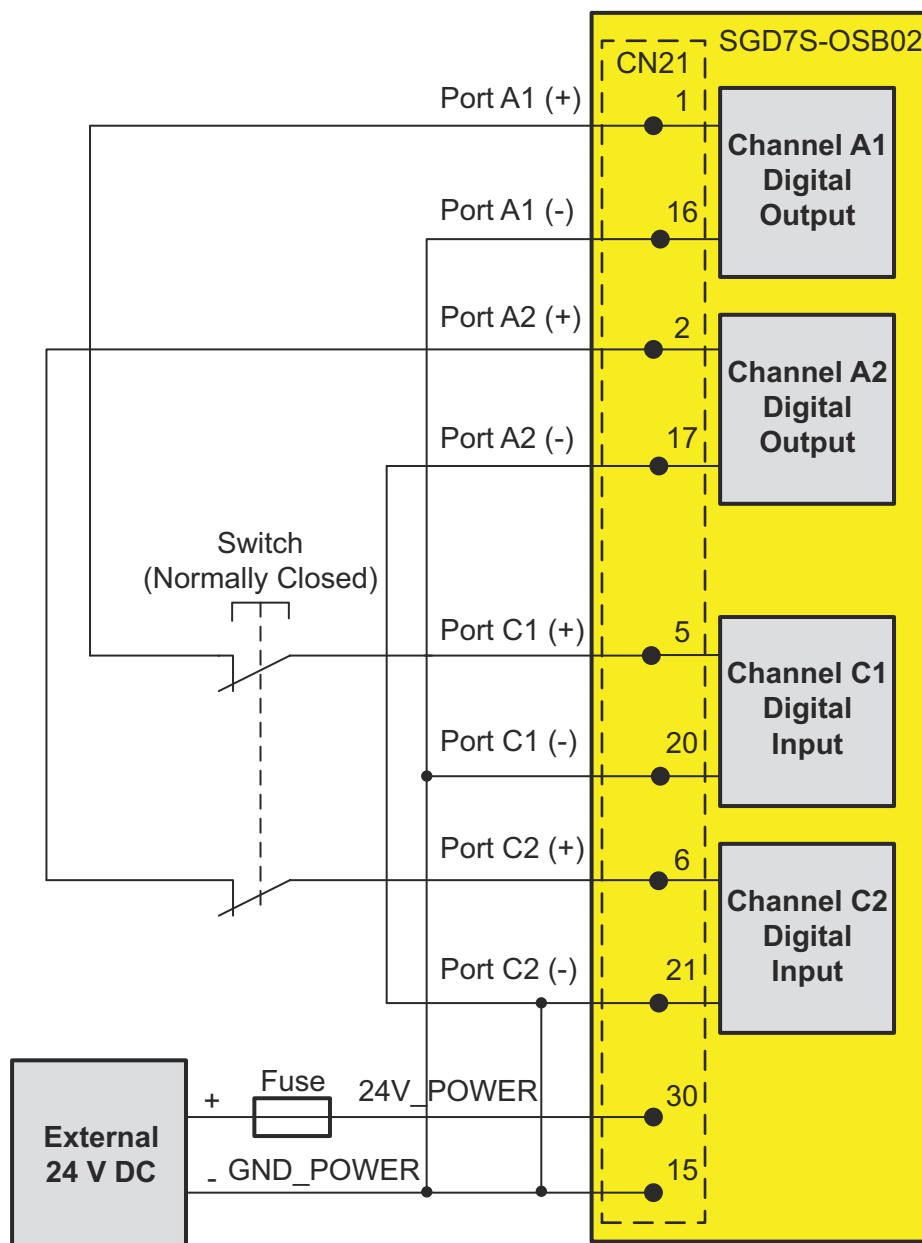 SGD7S-OSB02
CN21
Port A1 (+)
1
Channel A1
Digital
Output
Port A1 (-)
16
Port A2 (+)
2
Channel A2
Digital
Output
Port A2 (-)
17
Switch
(Normally Closed)
Port C1 (+)
5
Channel C1
Digital
Input
Port C1 (-)
20
Port C2 (+)
6
Channel C2
Digital
Input
Port C2 (-)
21
External
24 V DC
+
Fuse
24V_POWER
30
-
GND_POWER
15